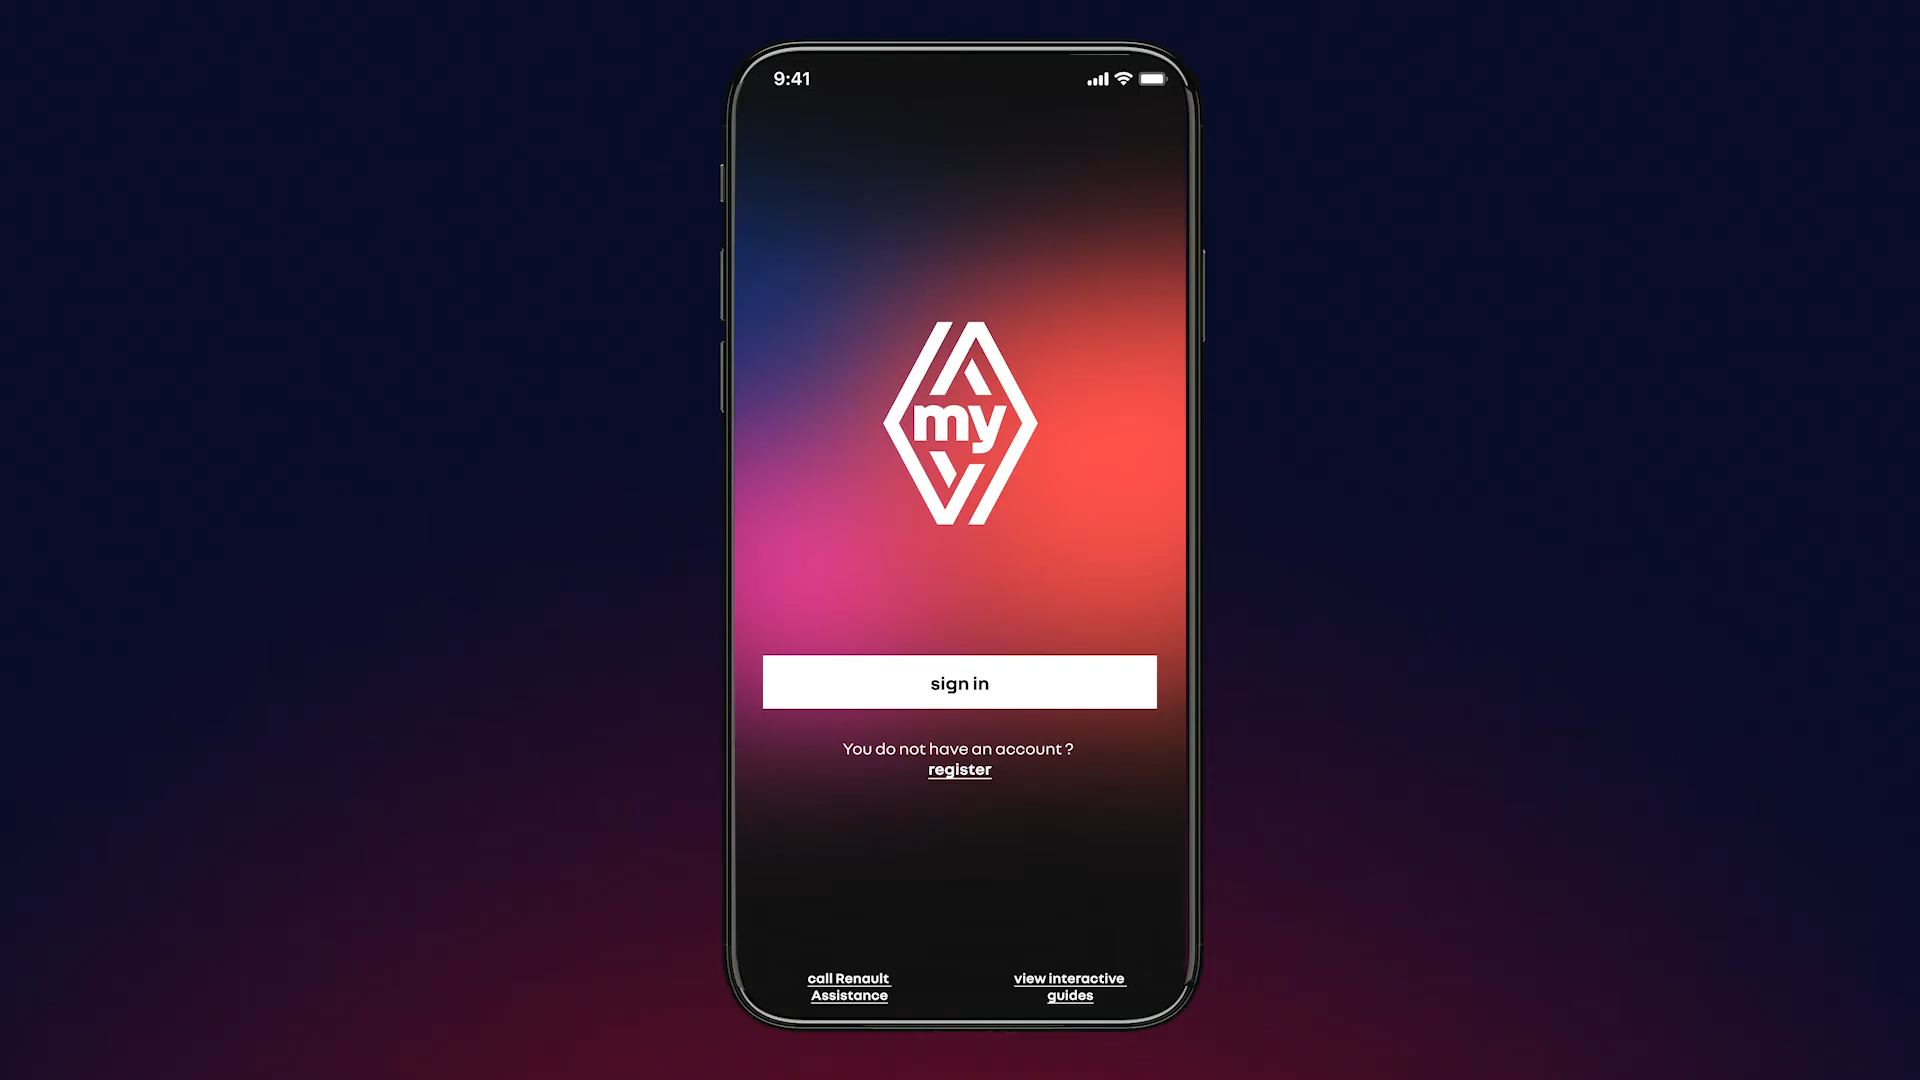 9:41
my
sign in
You do not have an account ?
register
call Renault
Assistance
view interactive
guides